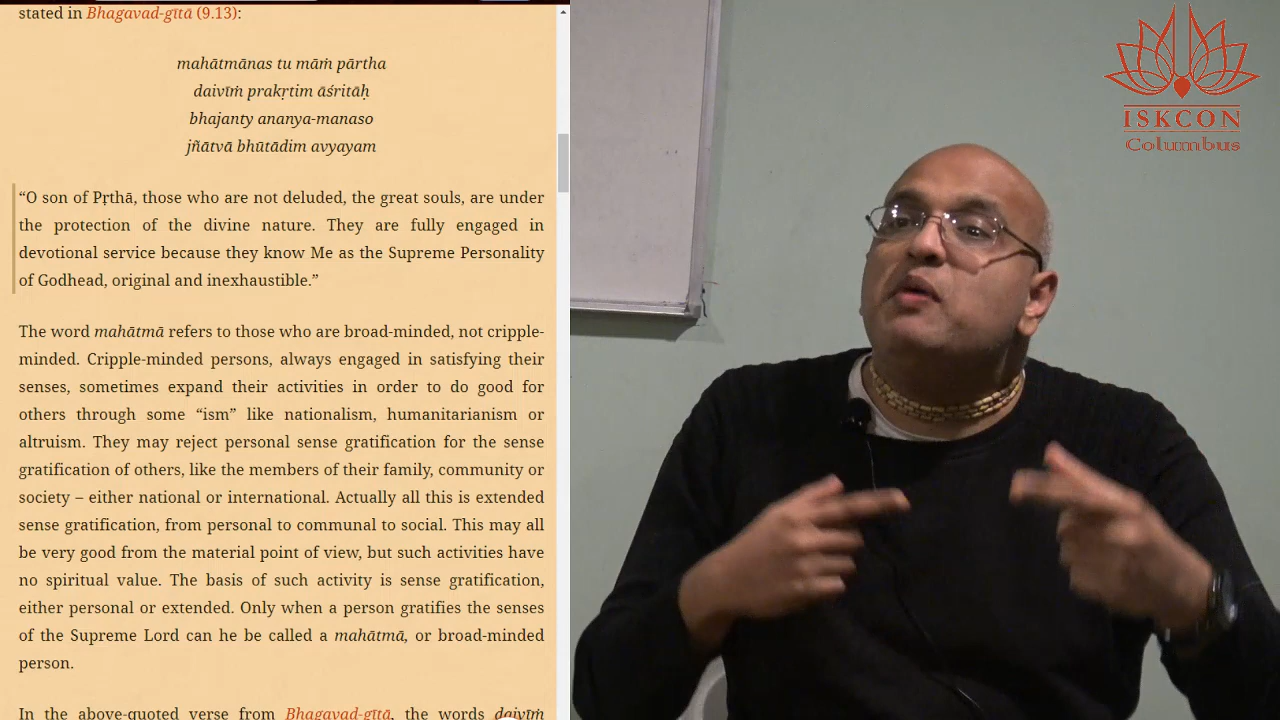 stated in Bhagavad-gītā (9.13):
mahātmānas tu māṁ pārtha
daivīṁ prakṛtim āśritāḥ
bhajanty ananya-manaso
jñātvā bhūtādim avyayam
“O son of Pṛthā, those who are not deluded, the great souls, are under
the protection of the divine nature. They are fully engaged in
devotional service because they know Me as the Supreme Personality
of Godhead, original and inexhaustible.”
The word mahātmā refers to those who are broad-minded, not cripple-
minded. Cripple-minded persons, always engaged in satisfying their
senses, sometimes expand their activities in order to do good for
others through some “ism” like nationalism, humanitarianism or
altruism. They may reject personal sense gratification for the sense
gratification of others, like the members of their family, community or
society – either national or international. Actually all this is extended
sense gratification, from personal to communal to social. This may all
be very good from the material point of view, but such activities have
no spiritual value. The basis of such activity is sense gratification,
either personal or extended. Only when a person gratifies the senses
of the Supreme Lord can he be called a mahātmā, or broad-minded
person.
In the above-quoted verse from Bhagavad-gītā, the words daivīṁ
ISKCON
Columbus